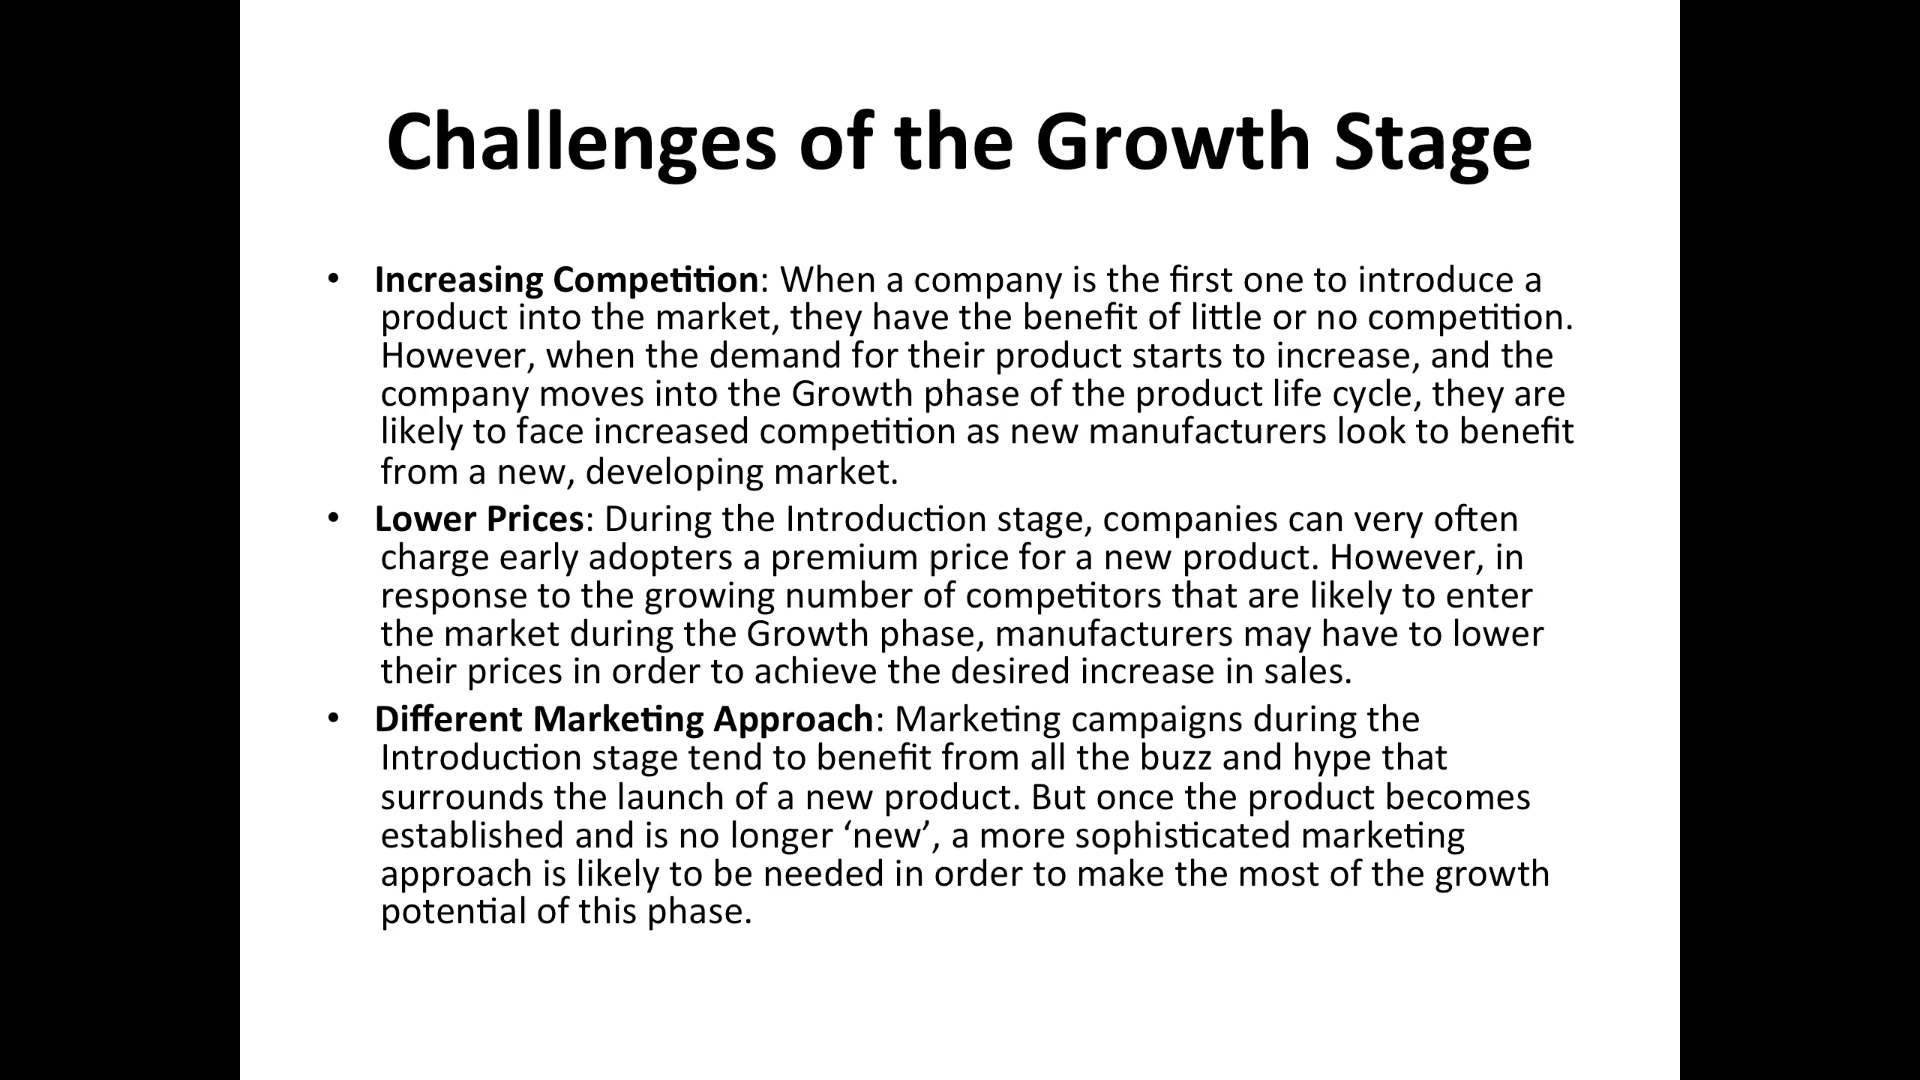 Challenges of the Growth Stage
• Increasing Competition: When a company is the first one to introduce a
product into the market, they have the benefit of little or no competition.
However, when the demand for their product starts to increase, and the
company moves into the Growth phase of the product life cycle, they are
likely to face increased competition as new manufacturers look to benefit
from a new, developing market.
• Lower Prices: During the Introduction stage, companies can very often
charge early adopters a premium price for a new product. However, in
response to the growing number of competitors that are likely to enter
the market during the Growth phase, manufacturers may have to lower
their prices in order to achieve the desired increase in sales.
• Different Marketing Approach: Marketing campaigns during the
Introduction stage tend to benefit from all the buzz and hype that
surrounds the launch of a new product. But once the product becomes
established and is no longer ‘new’, a more sophisticated marketing
approach is likely to be needed in order to make the most of the growth
potential of this phase.